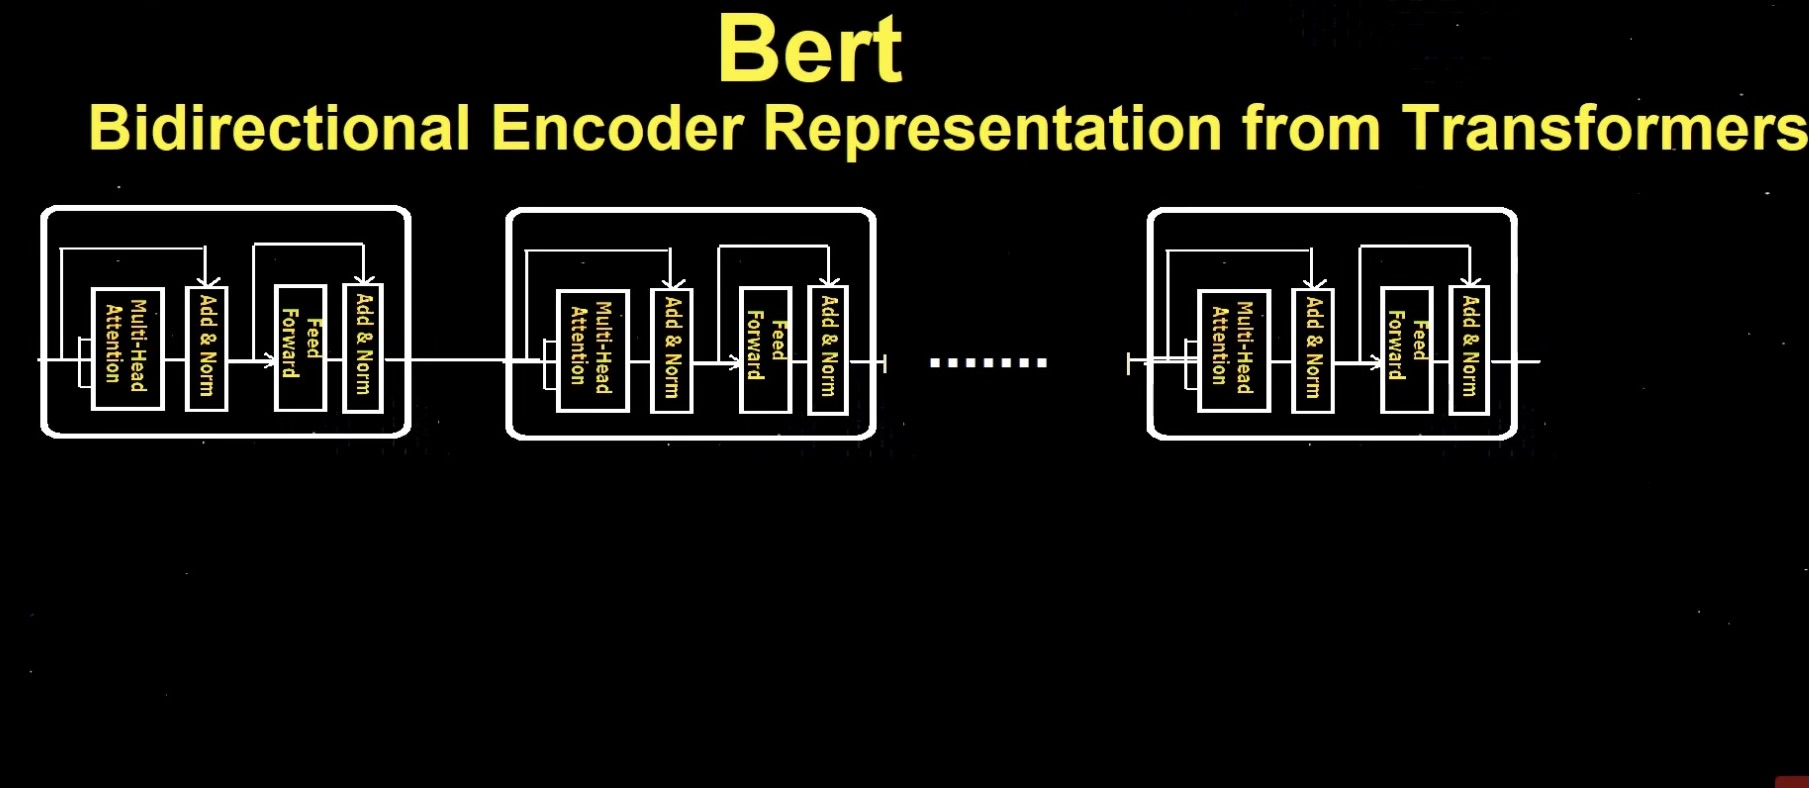 Bert
Bidirectional Encoder Representation from Transformers
Multi-Head
Attention
Add & Norm
Feed
Forward
Add & Norm
Multi-Head
Attention
Add & Norm
Feed
Forward
Add & Norm
Multi-Head
Attention
Add & Norm
Feed
Forward
Add & Norm